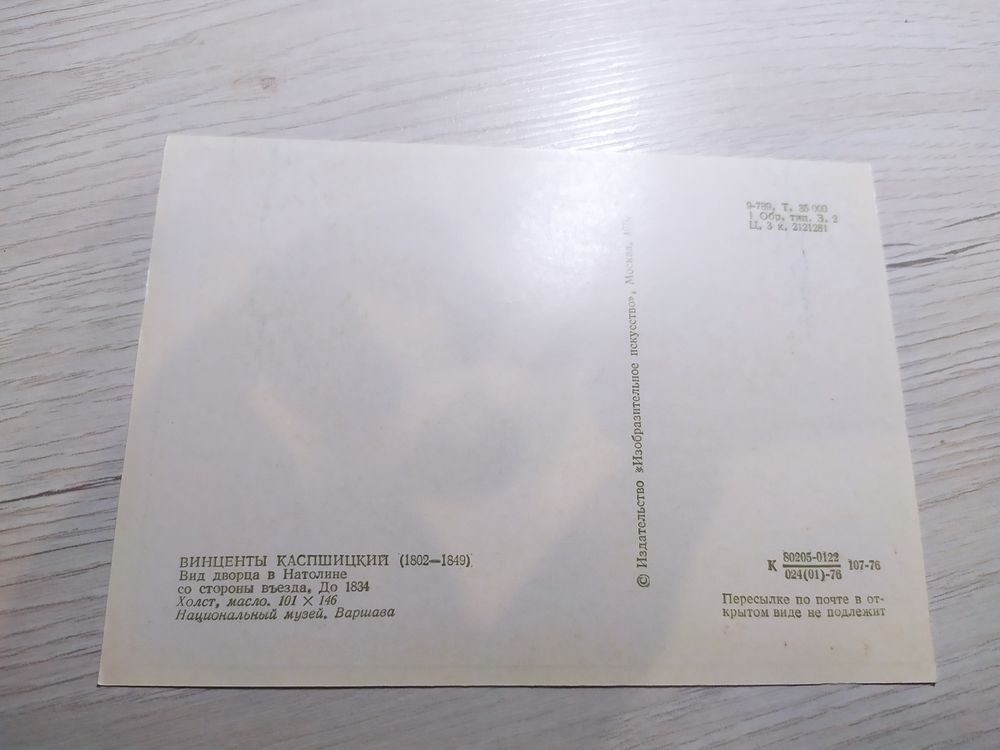 9-789, Т. 35 000
1 Обр. тип. З. 2
Ц. 3 к. 2121281
© Издательство «Изобразительное искусство», Москва,
ВИНЦЕНТЫ КАСПШИЦКИЙ (1802—1849)
Вид дворца в Натолине
со стороны въезда. До 1834
Холст, масло. 101 × 146
Национальный музей. Варшава
К 80205-0122 107-76
024(01)-76
Пересылке по почте в от-
крытом виде не подлежит